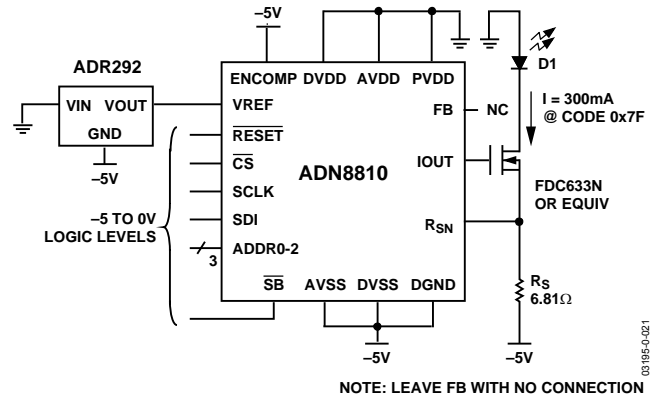 –5V
ADR292
VIN VOUT
GND
–5V
ENCOMP DVDD AVDD PVDD
VREF
RESET
CS
SCLK
SDI
ADDR0-2
3
SB AVSS DVSS DGND
ADN8810
FB
IOUT
RSN
NC
D1
I = 300mA
@ CODE 0x7F
FDC633N
OR EQUIV
–5 TO 0V
LOGIC LEVELS
RS
6.81Ω
–5V
–5V
03195-0-021
NOTE: LEAVE FB WITH NO CONNECTION